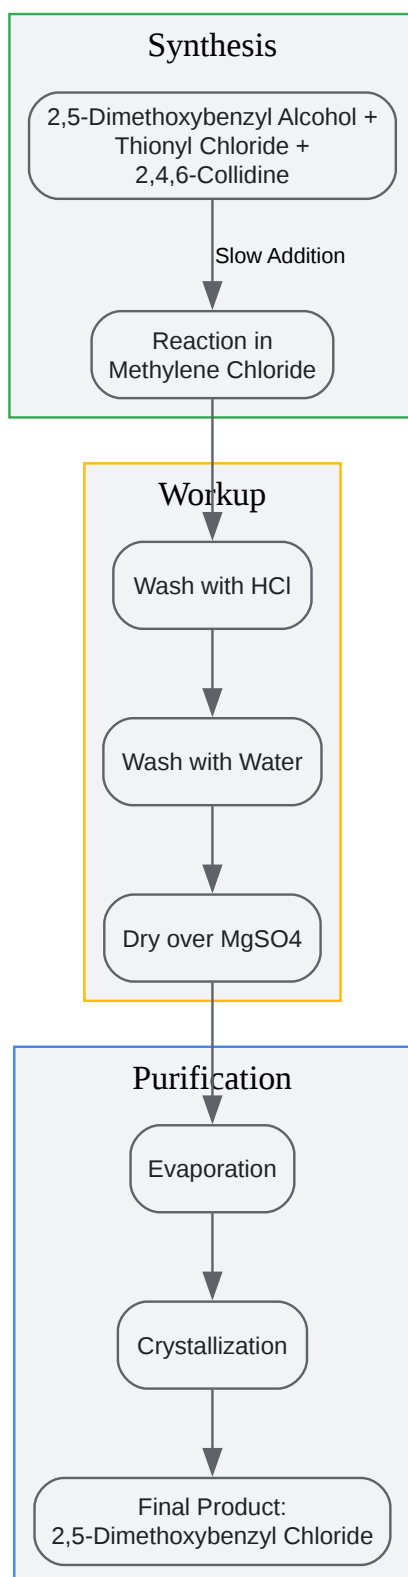 Synthesis
2,5-Dimethoxybenzyl Alcohol +
Thionyl Chloride +
2,4,6-Collidine
Slow Addition
Reaction in
Methylene Chloride
Workup
Wash with HCl
Wash with Water
Dry over MgSO4
Purification
Evaporation
Crystallization
Final Product:
2,5-Dimethoxybenzyl Chloride